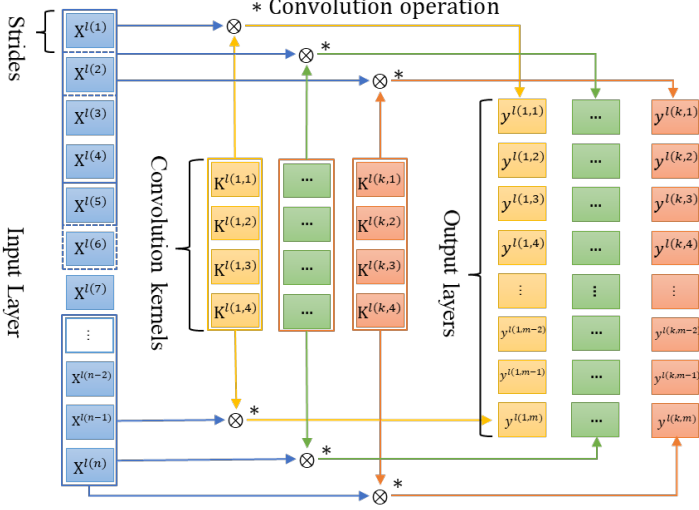 * Convolution operation
Strides
Input Layer
X^l(1)
X^l(2)
X^l(3)
X^l(4)
X^l(5)
X^l(6)
X^l(7)
⋮
X^l(n−2)
X^l(n−1)
X^l(n)
⊗
⊗ *
⊗ *
Convolution kernels
K^l(1,1)
K^l(1,2)
K^l(1,3)
K^l(1,4)
...
...
...
...
K^l(k,1)
K^l(k,2)
K^l(k,3)
K^l(k,4)
⊗ *
⊗ *
⊗ *
Output layers
y^l(1,1)
y^l(1,2)
y^l(1,3)
y^l(1,4)
⋮
y^l(1,m−2)
y^l(1,m−1)
y^l(1,m)
...
...
...
...
⋮
...
...
...
y^l(k,1)
y^l(k,2)
y^l(k,3)
y^l(k,4)
⋮
y^l(k,m−2)
y^l(k,m−1)
y^l(k,m)